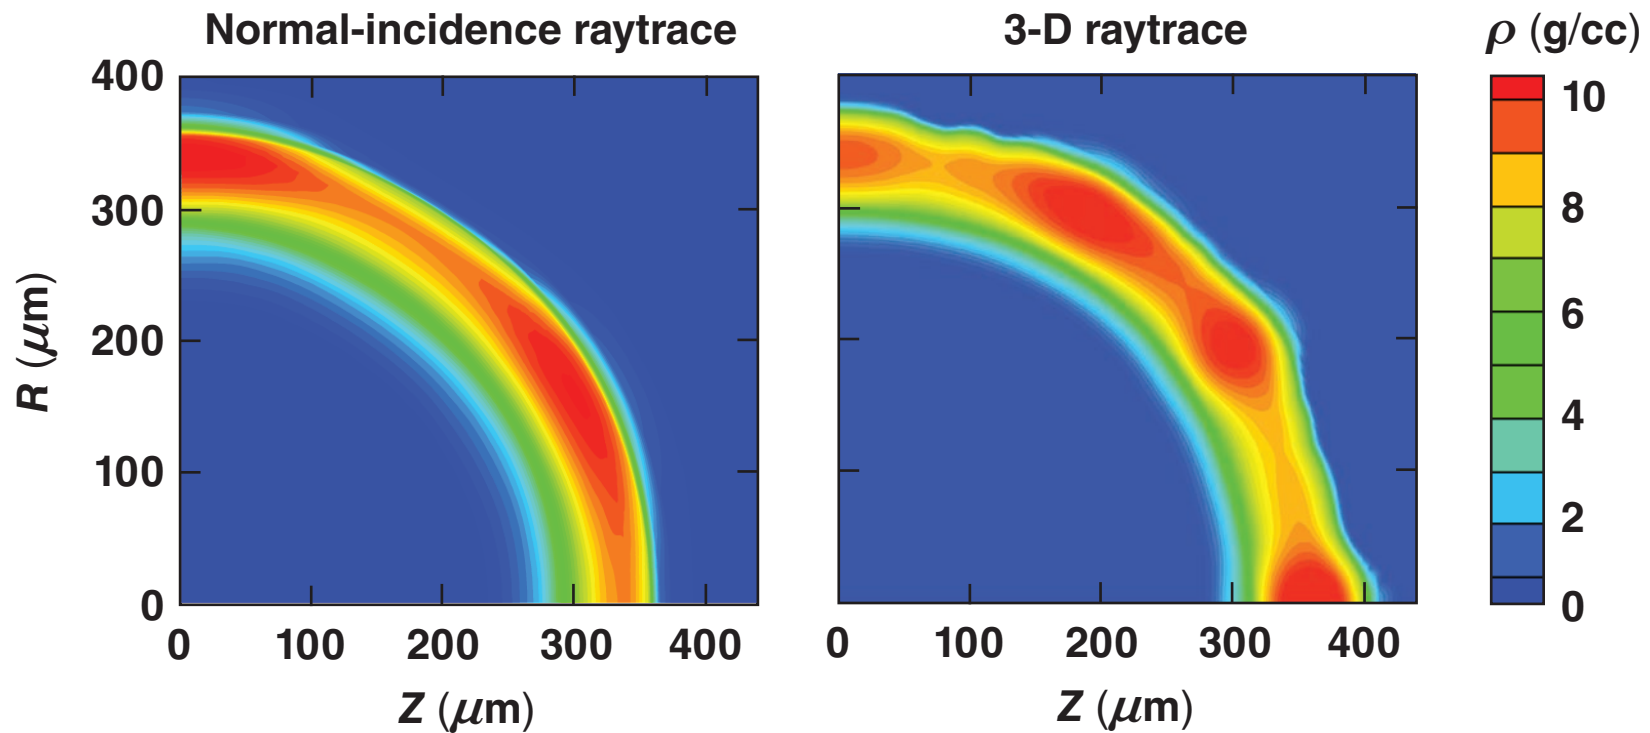 Normal-incidence raytrace
3-D raytrace
ρ (g/cc)
400
300
200
100
0
R (μm)
0 100 200 300 400
Z (μm)
0 100 200 300 400
Z (μm)
10
8
6
4
2
0